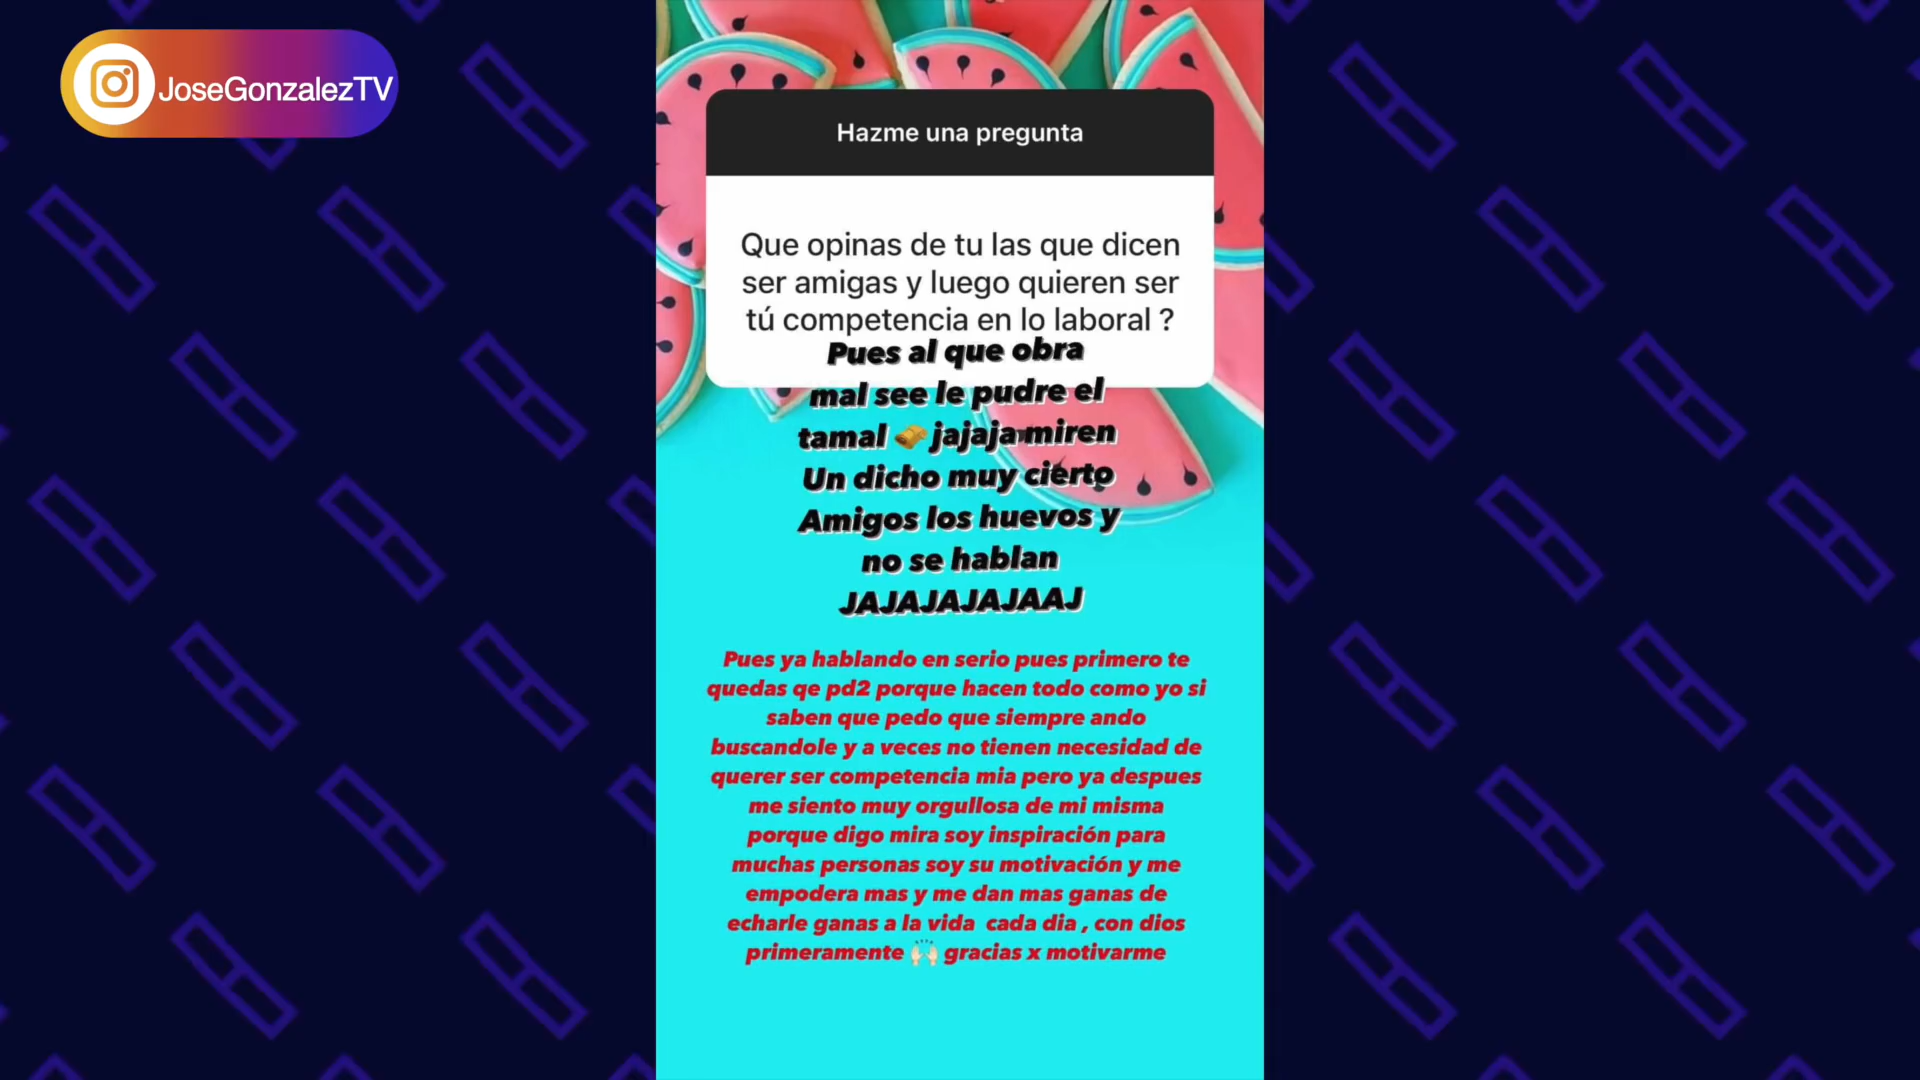 JoseGonzalezTV
Hazme una pregunta
Que opinas de tu las que dicen
ser amigas y luego quieren ser
tú competencia en lo laboral ?
Pues al que obra
mal see le pudre el
tamal 🫔 jajaja miren
Un dicho muy cierto
Amigos los huevos y
no se hablan
JAJAJAJAJAAJ
Pues ya hablando en serio pues primero te
quedas qe pd2 porque hacen todo como yo si
saben que pedo que siempre ando
buscandole y a veces no tienen necesidad de
querer ser competencia mia pero ya despues
me siento muy orgullosa de mi misma
porque digo mira soy inspiración para
muchas personas soy su motivación y me
empodera mas y me dan mas ganas de
echarle ganas a la vida  cada dia , con dios
primeramente 🙌🏻 gracias x motivarme